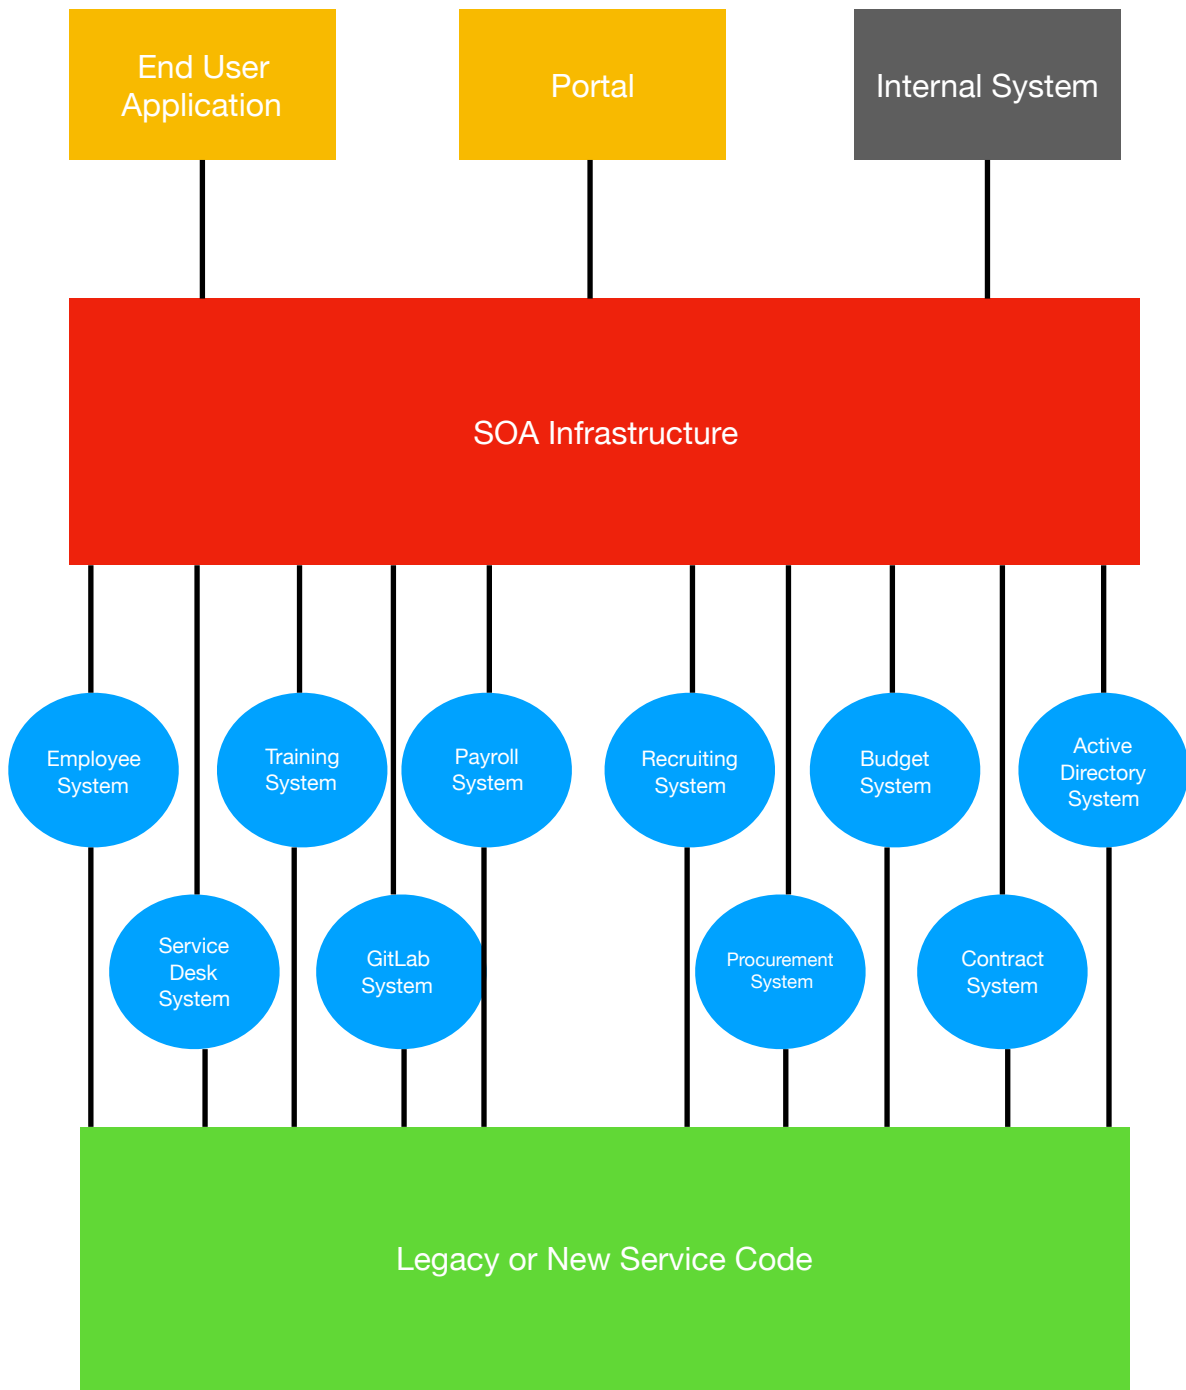 End User
Application
Portal
Internal System
SOA Infrastructure
Employee
System
Training
System
Payroll
System
Recruiting
System
Budget
System
Active
Directory
System
Service
Desk
System
GitLab
System
Procurement
System
Contract
System
Legacy or New Service Code